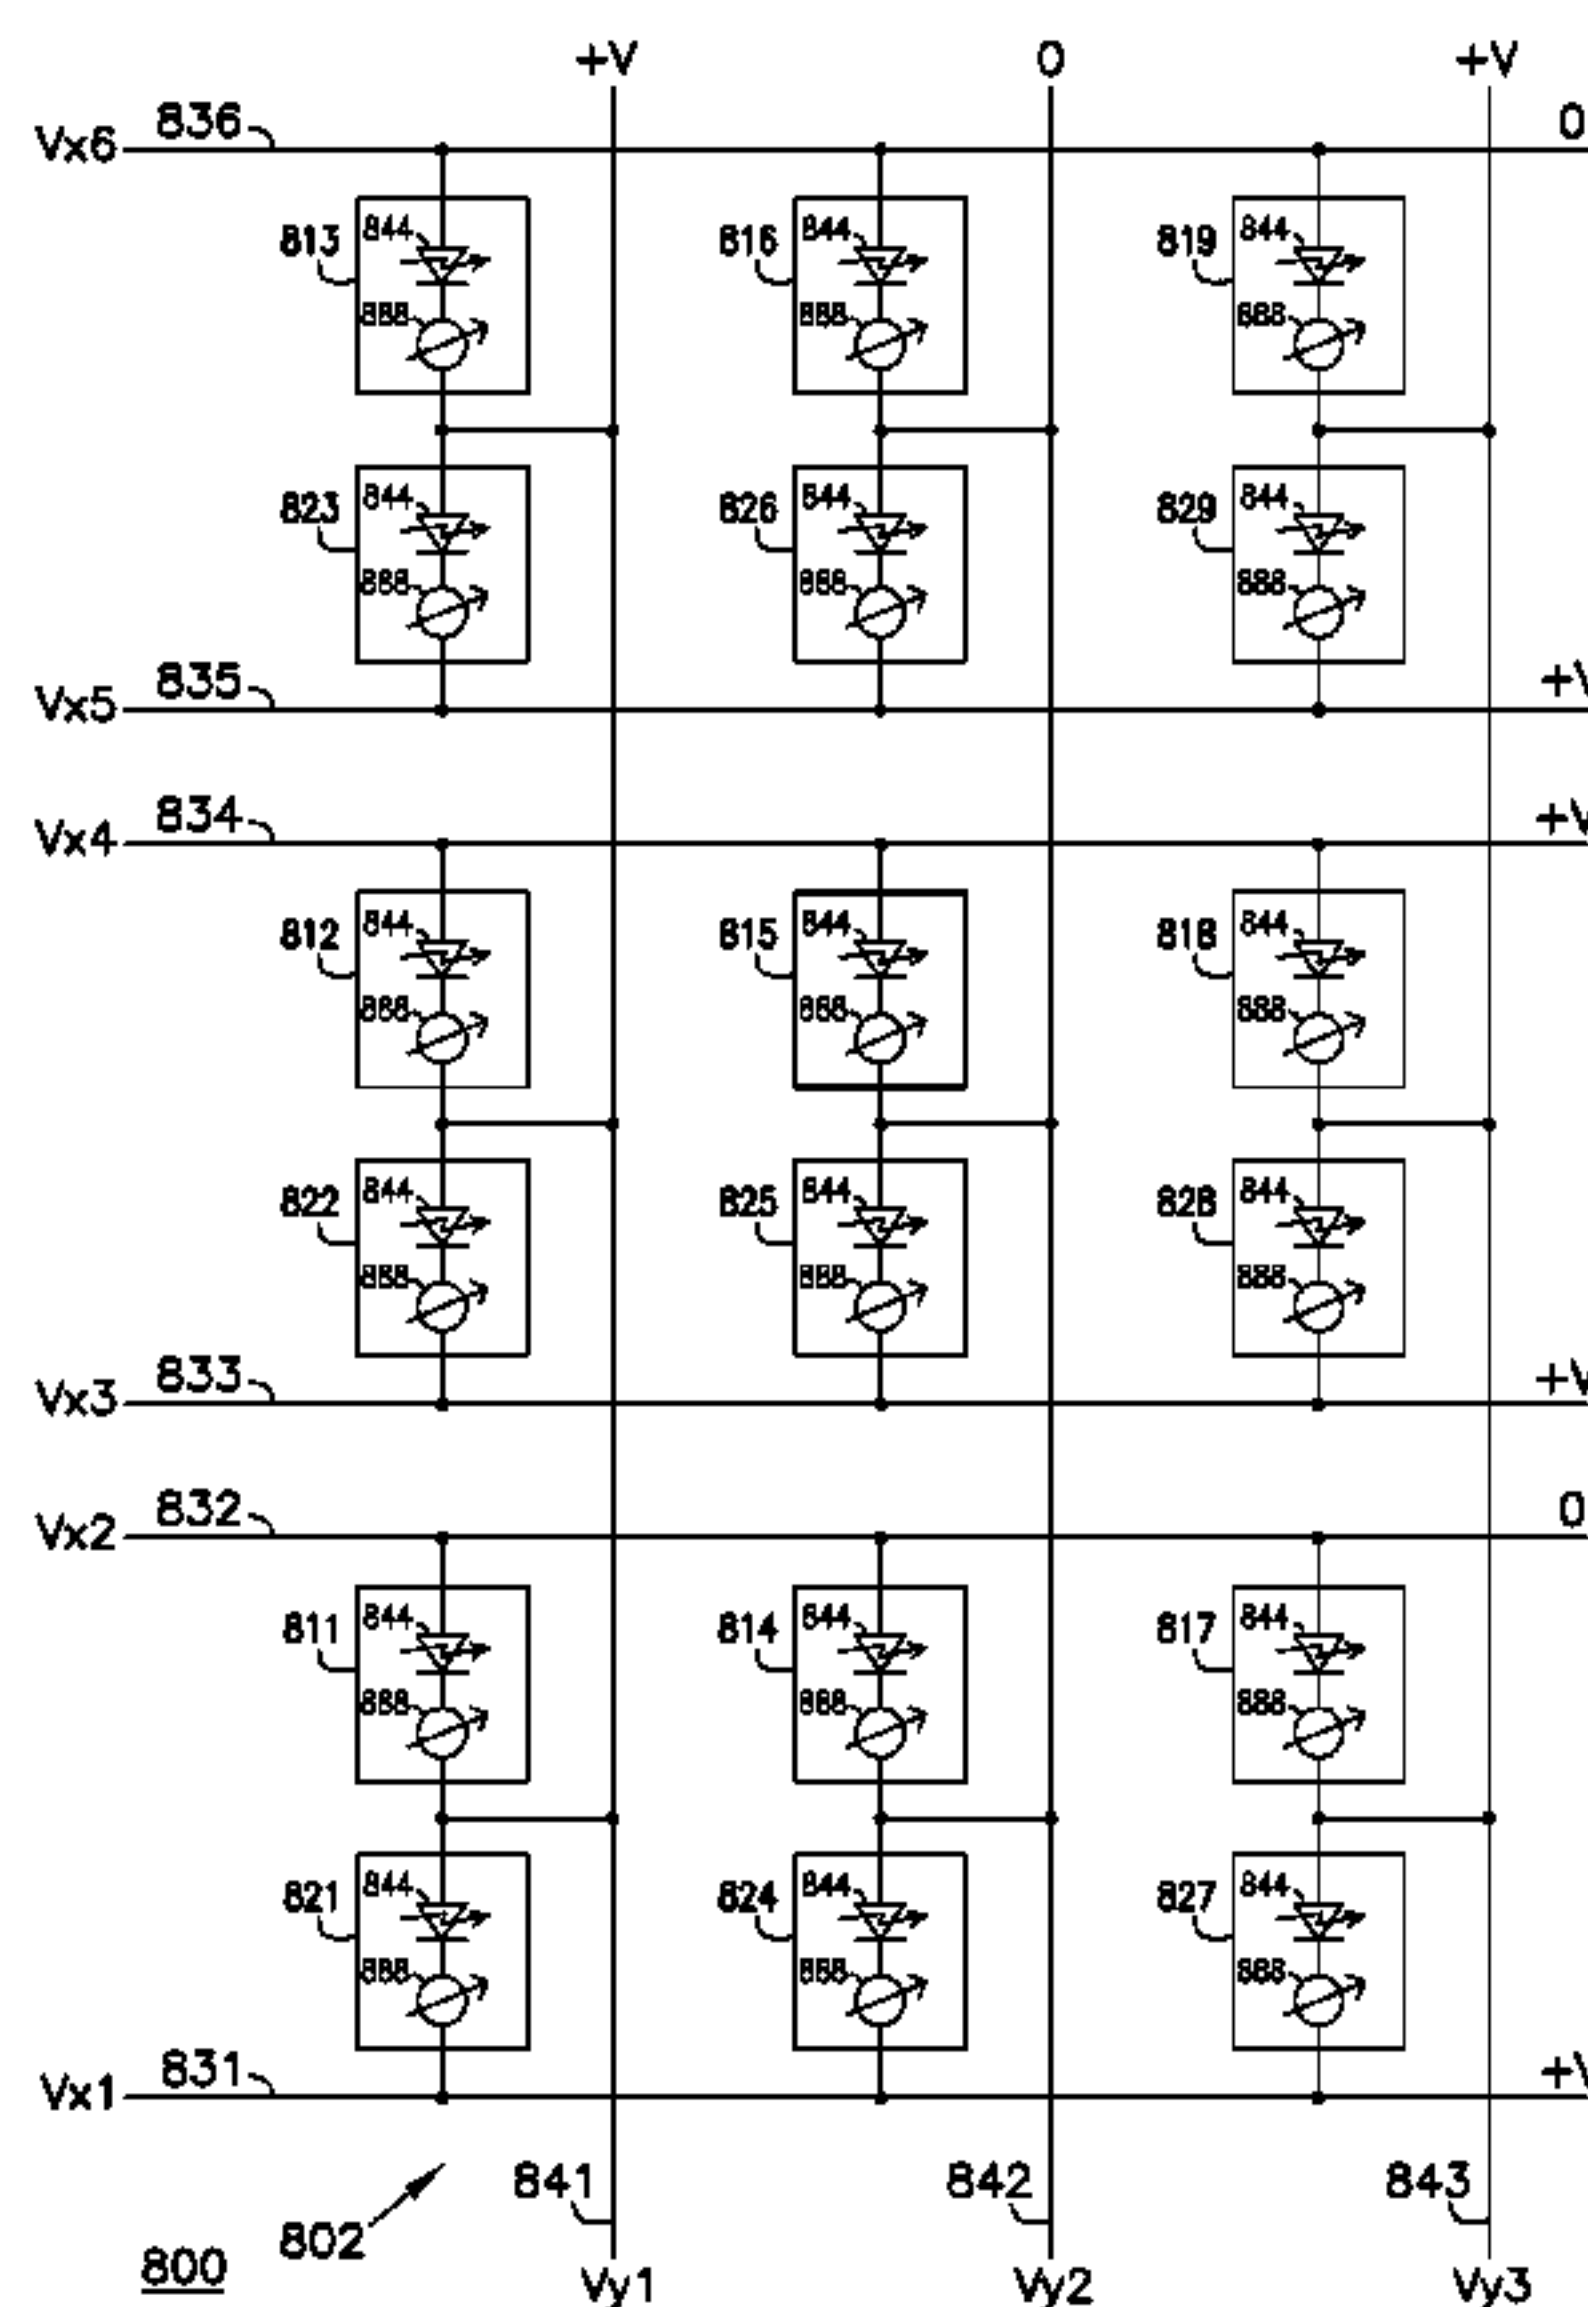 +V 0 +V
Vx6 836 0
813 844 816 844 819 844
888 888 888
823 844 826 844 829 844
888 888 888
Vx5 835 +V
Vx4 834 +V
812 844 815 844 818 844
888 888 888
822 844 825 844 828 844
888 888 888
Vx3 833 +V
Vx2 832 0
811 844 814 844 817 844
888 888 888
821 844 824 844 827 844
888 888 888
Vx1 831 +V
841 842 843
802
800
Vy1 Vy2 Vy3